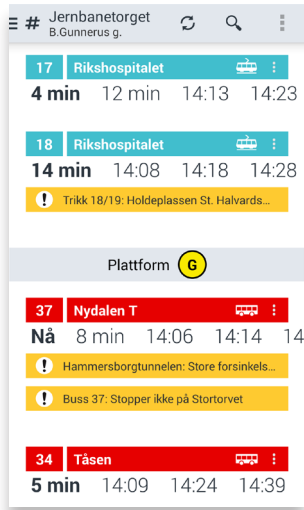 # Jernbanetorget
B.Gunnerus g.
17 Rikshospitalet
4 min 12 min 14:13 14:23
18 Rikshospitalet
14 min 14:08 14:18 14:28
! Trikk 18/19: Holdeplassen St. Halvards...
Plattform G
37 Nydalen T
Nå 8 min 14:06 14:14 14
! Hammersborgtunnelen: Store forsinkels...
! Buss 37: Stopper ikke på Stortorvet
34 Tåsen
5 min 14:09 14:24 14:39